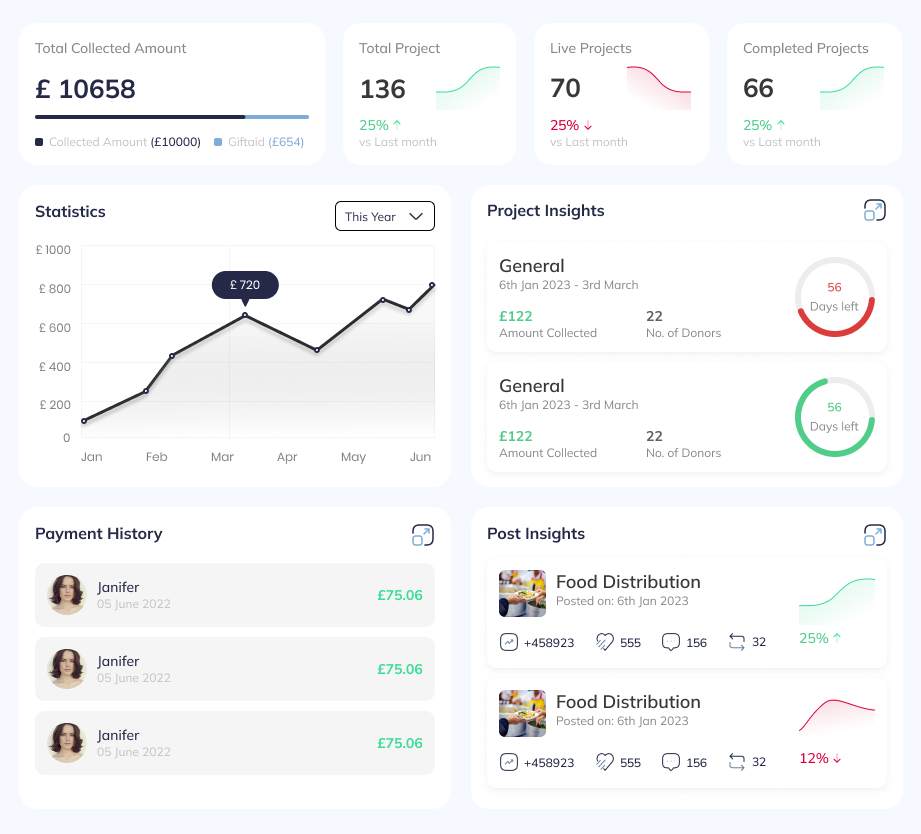 Total Collected Amount
£ 10658
Collected Amount (£10000) Giftaid (£654)
Total Project
136
25% ↑
vs Last month
Live Projects
70
25% ↓
vs Last month
Completed Projects
66
25% ↑
vs Last month
Statistics
This Year
£ 1000
£ 800
£ 600
£ 400
£ 200
0
£ 720
Jan Feb Mar Apr May Jun
Project Insights
General
6th Jan 2023 - 3rd March
£122 22
Amount Collected No. of Donors
56
Days left
General
6th Jan 2023 - 3rd March
£122 22
Amount Collected No. of Donors
56
Days left
Payment History
Janifer
05 June 2022
£75.06
Janifer
05 June 2022
£75.06
Janifer
05 June 2022
£75.06
Post Insights
Food Distribution
Posted on: 6th Jan 2023
+458923 555 156 32
25% ↑
Food Distribution
Posted on: 6th Jan 2023
+458923 555 156 32
12% ↓